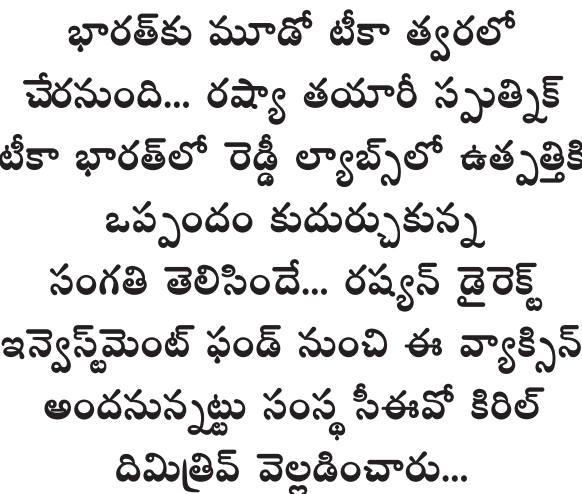 భారత్‌కు మూడో టీకా త్వరలో
చేరనుంది... రష్యా తయారీ స్పుత్నిక్
టీకా భారత్‌లో రెడ్డీ ల్యాబ్స్‌లో ఉత్పత్తికి
ఒప్పందం కుదుర్చుకున్న
సంగతి తెలిసిందే... రష్యన్ డైరెక్ట్
ఇన్వెస్ట్‌మెంట్ ఫండ్ నుంచి ఈ వ్యాక్సిన్
అందనున్నట్టు సంస్థ సీఈవో కిరిల్
దిమిత్రివ్ వెల్లడించారు...